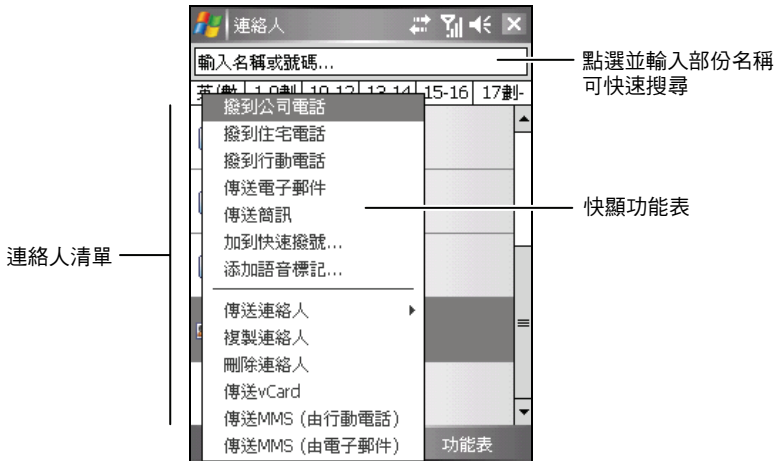 連絡人
輸入名稱或號碼...
英/數 1-9劃 10-12 13-14 15-16 17劃-
撥到公司電話
撥到住宅電話
撥到行動電話
傳送電子郵件
傳送簡訊
加到快速撥號...
添加語音標記...
傳送連絡人
複製連絡人
刪除連絡人
傳送vCard
傳送MMS (由行動電話)
傳送MMS (由電子郵件)
功能表
點選並輸入部份名稱
可快速搜尋
快顯功能表
連絡人清單